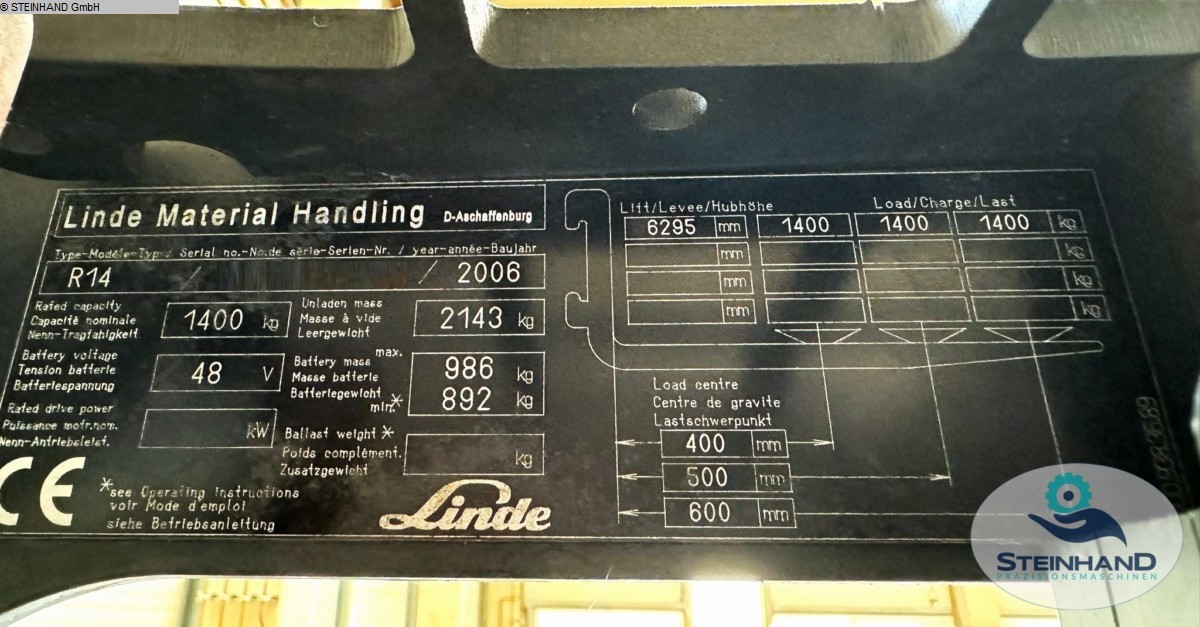 © STEINHAND GmbH
Linde Material Handling D-Aschaffenburg
Type-Modèle-Typ / Serial no.-No.de série-Serien-Nr. / year-année-Baujahr
R14 / / 2006
Rated capacity
Capacité nominale
Nenn-Tragfähigkeit
1400 kg
Unladen mass
Masse à vide
Leergewicht
2143 kg
Battery voltage
Tension batterie
Batteriespannung
48 V
Battery mass max.
Masse batterie
Batteriegewicht min.*
986 kg
892 kg
Rated drive power
Puissance motr.nom.
Nenn-Antriebsleist.
kW
Ballast weight *
Poids complément.
Zusatzgewicht
kg
CE
*see Operating instructions
voir Mode d'emploi
siehe Betriebsanleitung
Linde
Lift/Levee/Hubhöhe Load/Charge/Last
6295 mm 1400 1400 1400 kg
mm kg
mm kg
mm kg
Load centre
Centre de gravite
Lastschwerpunkt
400 mm
500 mm
600 mm
STEINHAND
PRÄZISIONSMASCHINEN